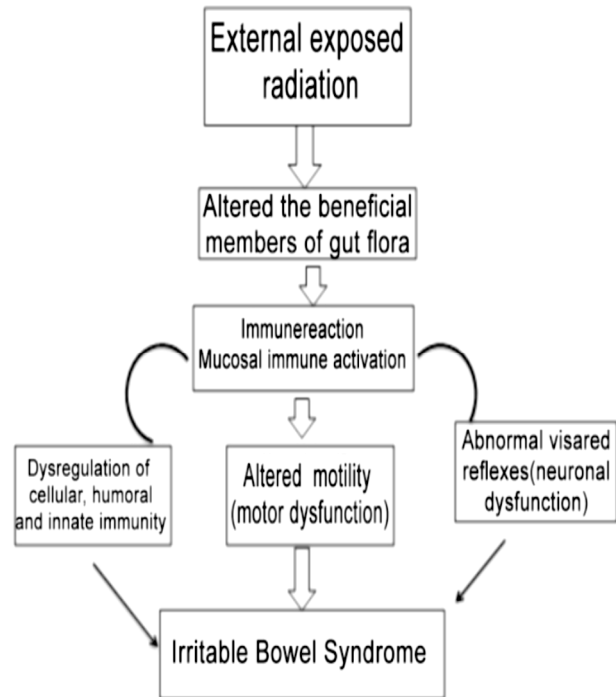 External exposed
radiation
Altered the beneficial
members of gut flora
Immunereaction
Mucosal immune activation
Dysregulation of
cellular, humoral
and innate immunity
Altered motility
(motor dysfunction)
Abnormal visared
reflexes(neuronal
dysfunction)
Irritable Bowel Syndrome